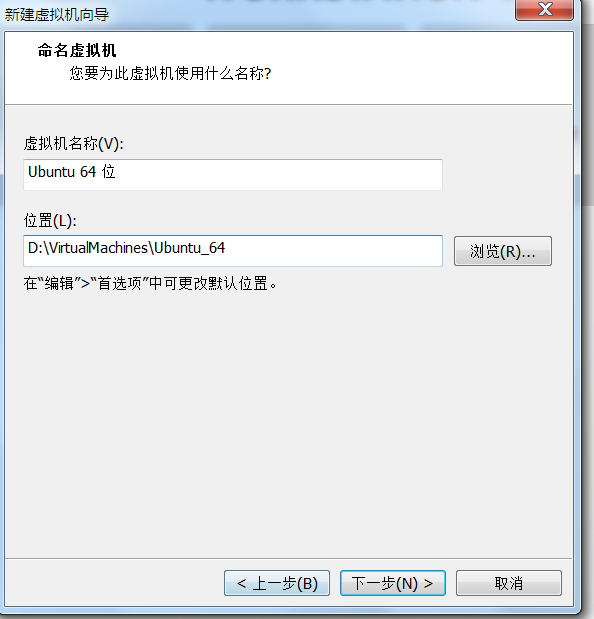 新建虚拟机向导
命名虚拟机
您要为此虚拟机使用什么名称?
虚拟机名称(V):
Ubuntu 64 位
位置(L):
D:\VirtualMachines\Ubuntu_64
浏览(R)...
在“编辑”>“首选项”中可更改默认位置。
< 上一步(B)
下一步(N) >
取消